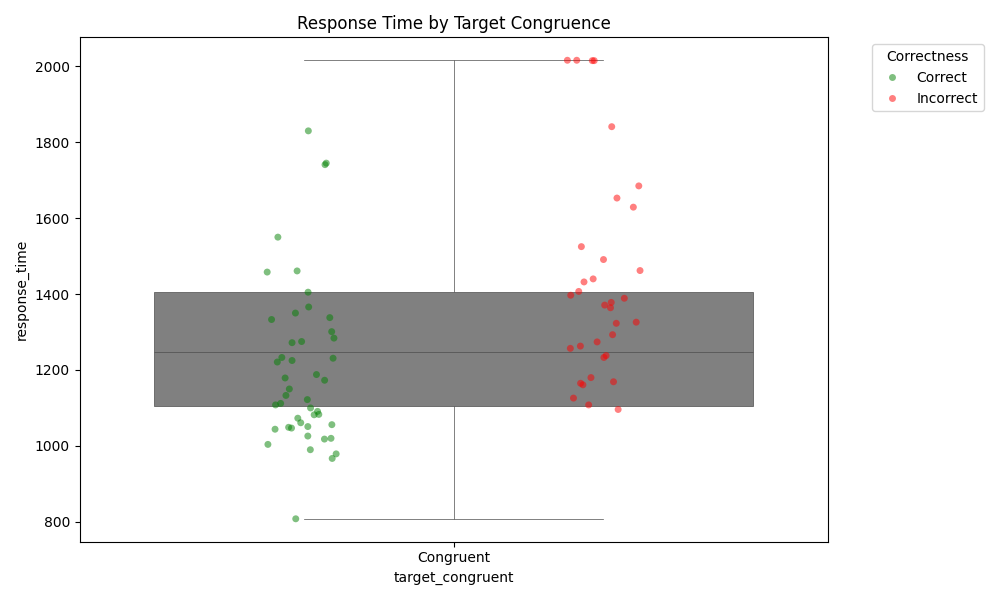 Response Time by Target Congruence
response_time
2000
1800
1600
1400
1200
1000
800
Congruent
target_congruent
Correctness
Correct
Incorrect